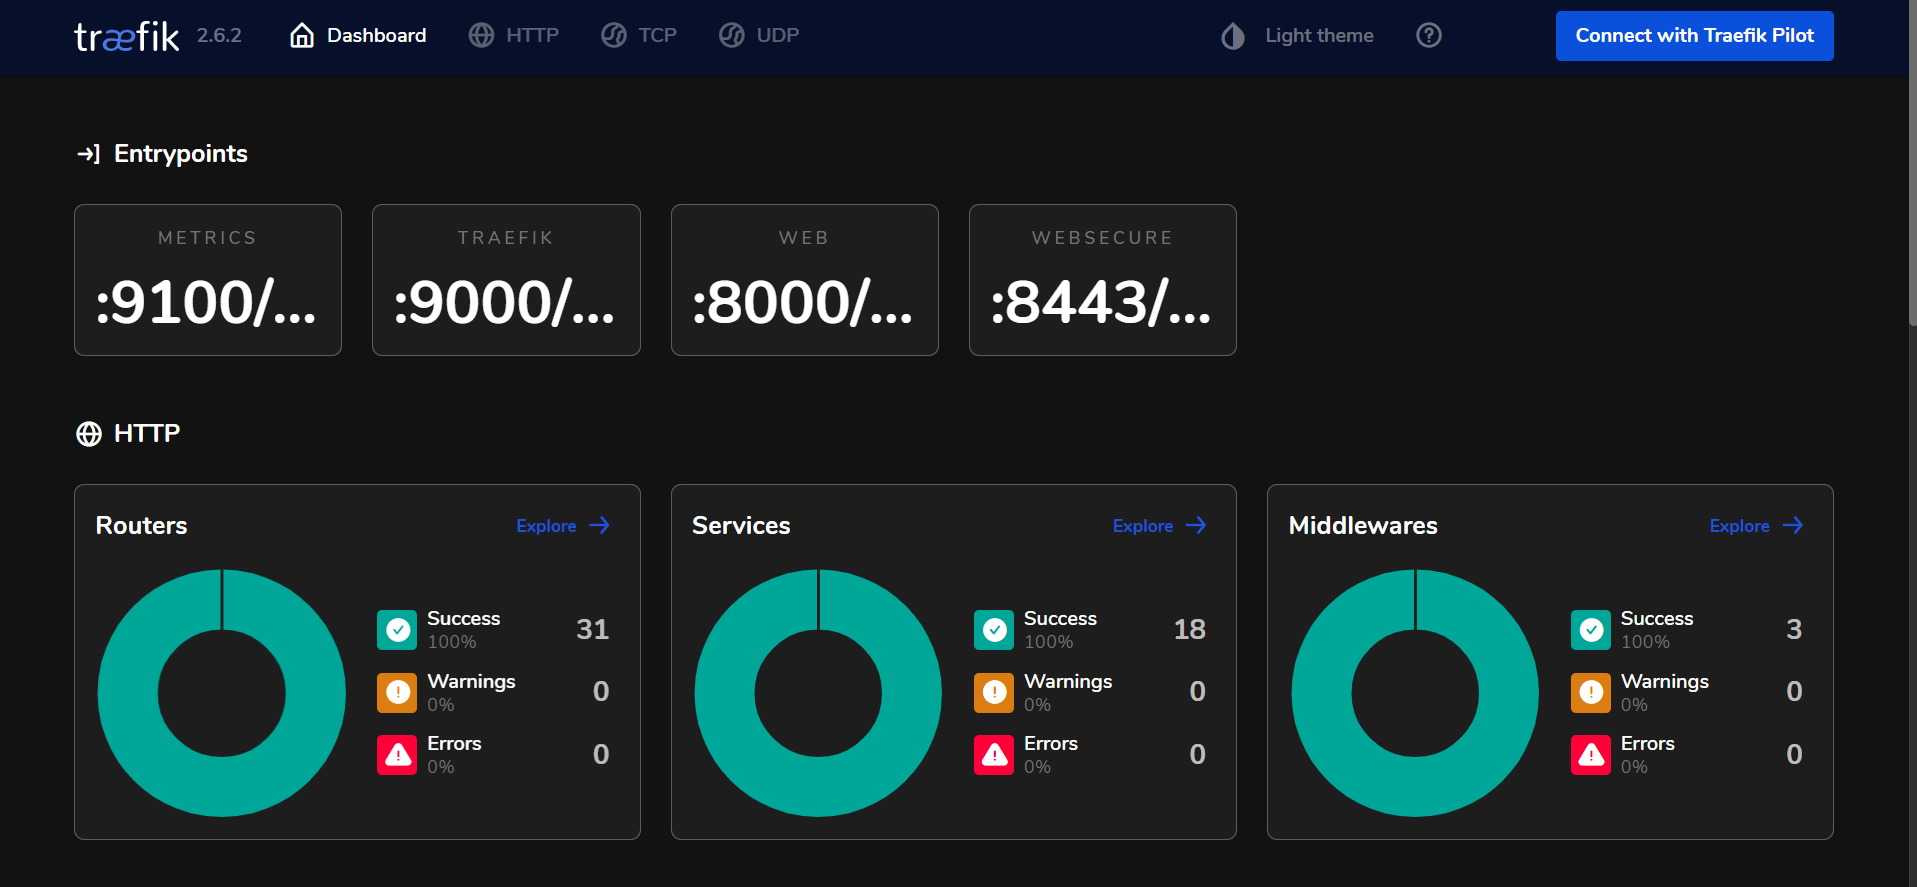 træfik 2.6.2 Dashboard HTTP TCP UDP Light theme Connect with Traefik Pilot
Entrypoints
METRICS
:9100/...
TRAEFIK
:9000/...
WEB
:8000/...
WEBSECURE
:8443/...
HTTP
Routers Explore
Success 31
100%
Warnings 0
0%
Errors 0
0%
Services Explore
Success 18
100%
Warnings 0
0%
Errors 0
0%
Middlewares Explore
Success 3
100%
Warnings 0
0%
Errors 0
0%